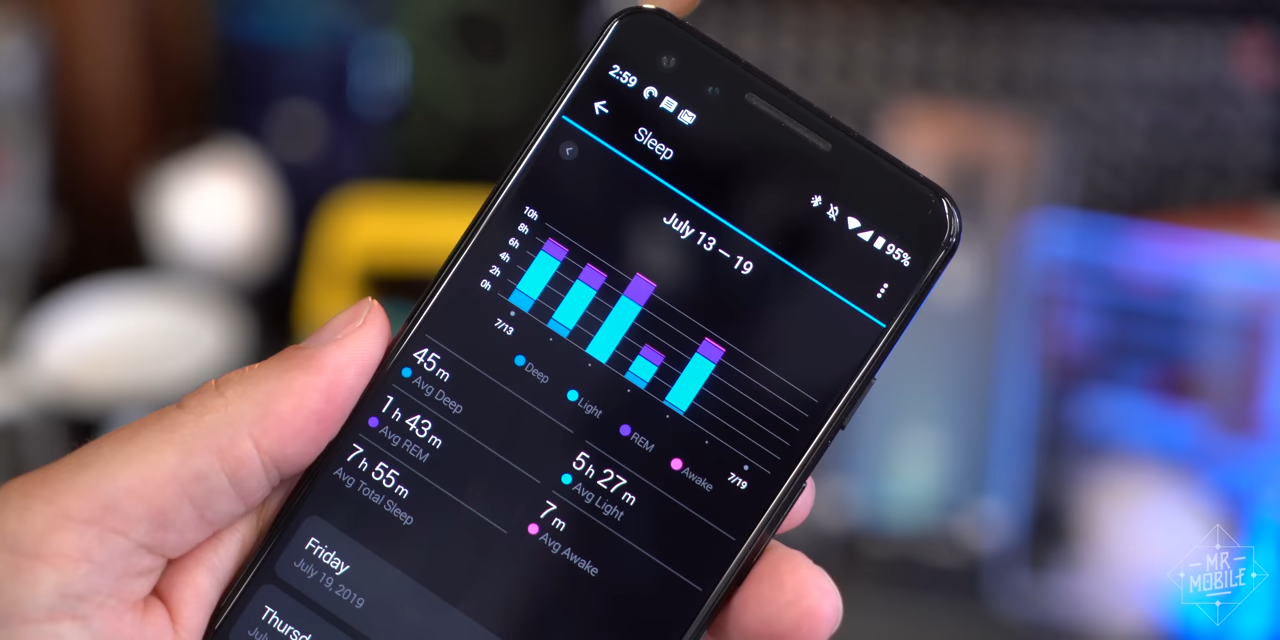 2:59
95%
Sleep
July 13 – 19
10h
8h
6h
4h
2h
0h
7/13
7/19
Deep
Light
REM
Awake
45m
Avg Deep
5h 27m
Avg Light
1h 43m
Avg REM
7m
Avg Awake
7h 55m
Avg Total Sleep
Friday
July 19, 2019
MR
MOBILE